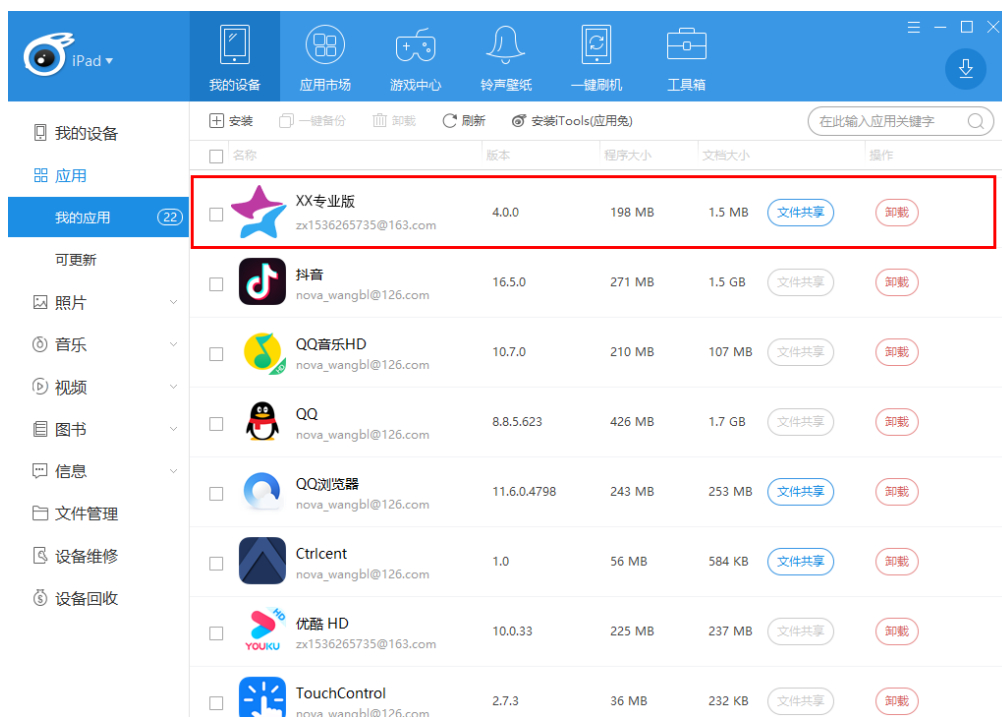 iPad
我的设备
应用市场
游戏中心
铃声壁纸
一键刷机
工具箱
安装
一键备份
卸载
刷新
安装iTools(应用兔)
在此输入应用关键字
我的设备
应用
我的应用 22
可更新
照片
音乐
视频
图书
信息
文件管理
设备维修
设备回收
名称 版本 程序大小 文档大小 操作
XX专业版
zx1536265735@163.com
4.0.0 198 MB 1.5 MB 文件共享 卸载
抖音
nova_wangbl@126.com
16.5.0 271 MB 1.5 GB 文件共享 卸载
QQ音乐HD
nova_wangbl@126.com
10.7.0 210 MB 107 MB 文件共享 卸载
QQ
nova_wangbl@126.com
8.8.5.623 426 MB 1.7 GB 文件共享 卸载
QQ浏览器
nova_wangbl@126.com
11.6.0.4798 243 MB 253 MB 文件共享 卸载
Ctrlcent
nova_wangbl@126.com
1.0 56 MB 584 KB 文件共享 卸载
HD
YOUKU
优酷 HD
zx1536265735@163.com
10.0.33 225 MB 237 MB 文件共享 卸载
TouchControl
nova_wangbl@126.com
2.7.3 36 MB 232 KB 文件共享 卸载